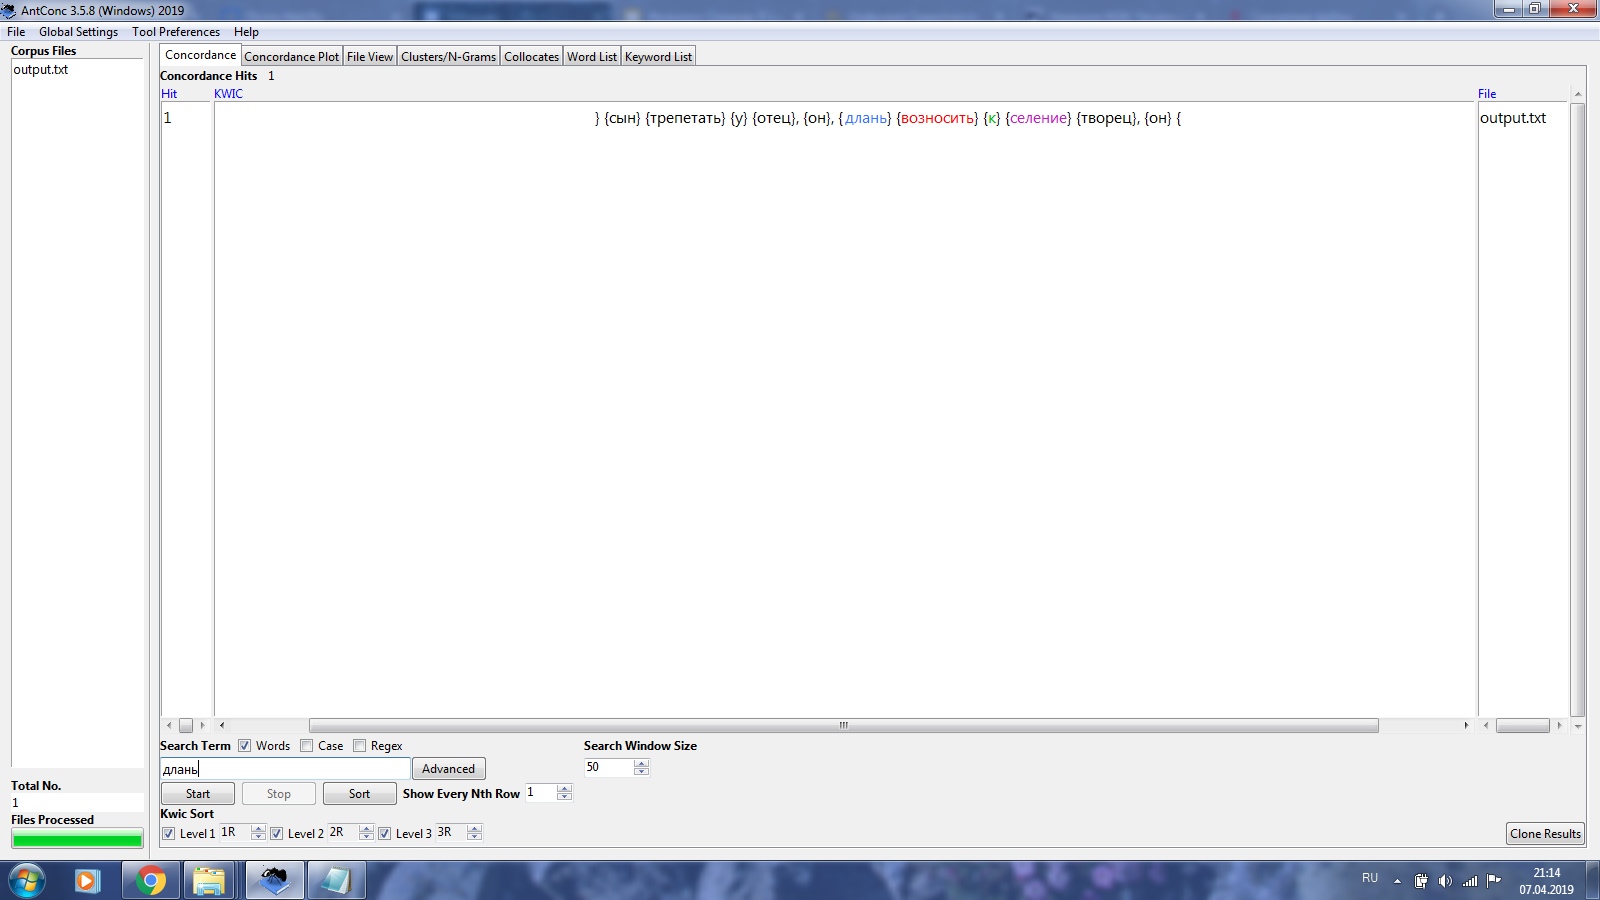 AntConc 3.5.8 (Windows) 2019
File Global Settings Tool Preferences Help
Corpus Files
output.txt
Concordance Concordance Plot File View Clusters/N-Grams Collocates Word List Keyword List
Concordance Hits 1
Hit KWIC File
1 } {сын} {трепетать} {у} {отец}, {он}, {длань} {возносить} {к} {селение} {творец}, {он} { output.txt
Search Term Words Case Regex Search Window Size
длань Advanced 50
Start Stop Sort Show Every Nth Row 1
Kwic Sort
Level 1 1R Level 2 2R Level 3 3R
Clone Results
Total No.
1
Files Processed
RU 21:14
07.04.2019